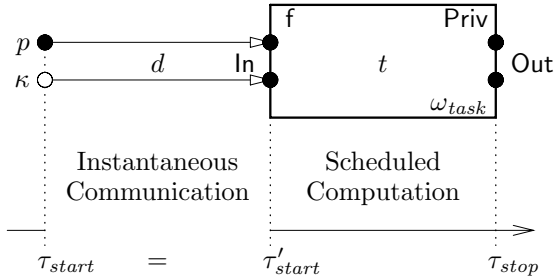 f Priv
p
d In t Out
κ
ω_task
Instantaneous Scheduled
Communication Computation
τ_start = τ′_start τ_stop